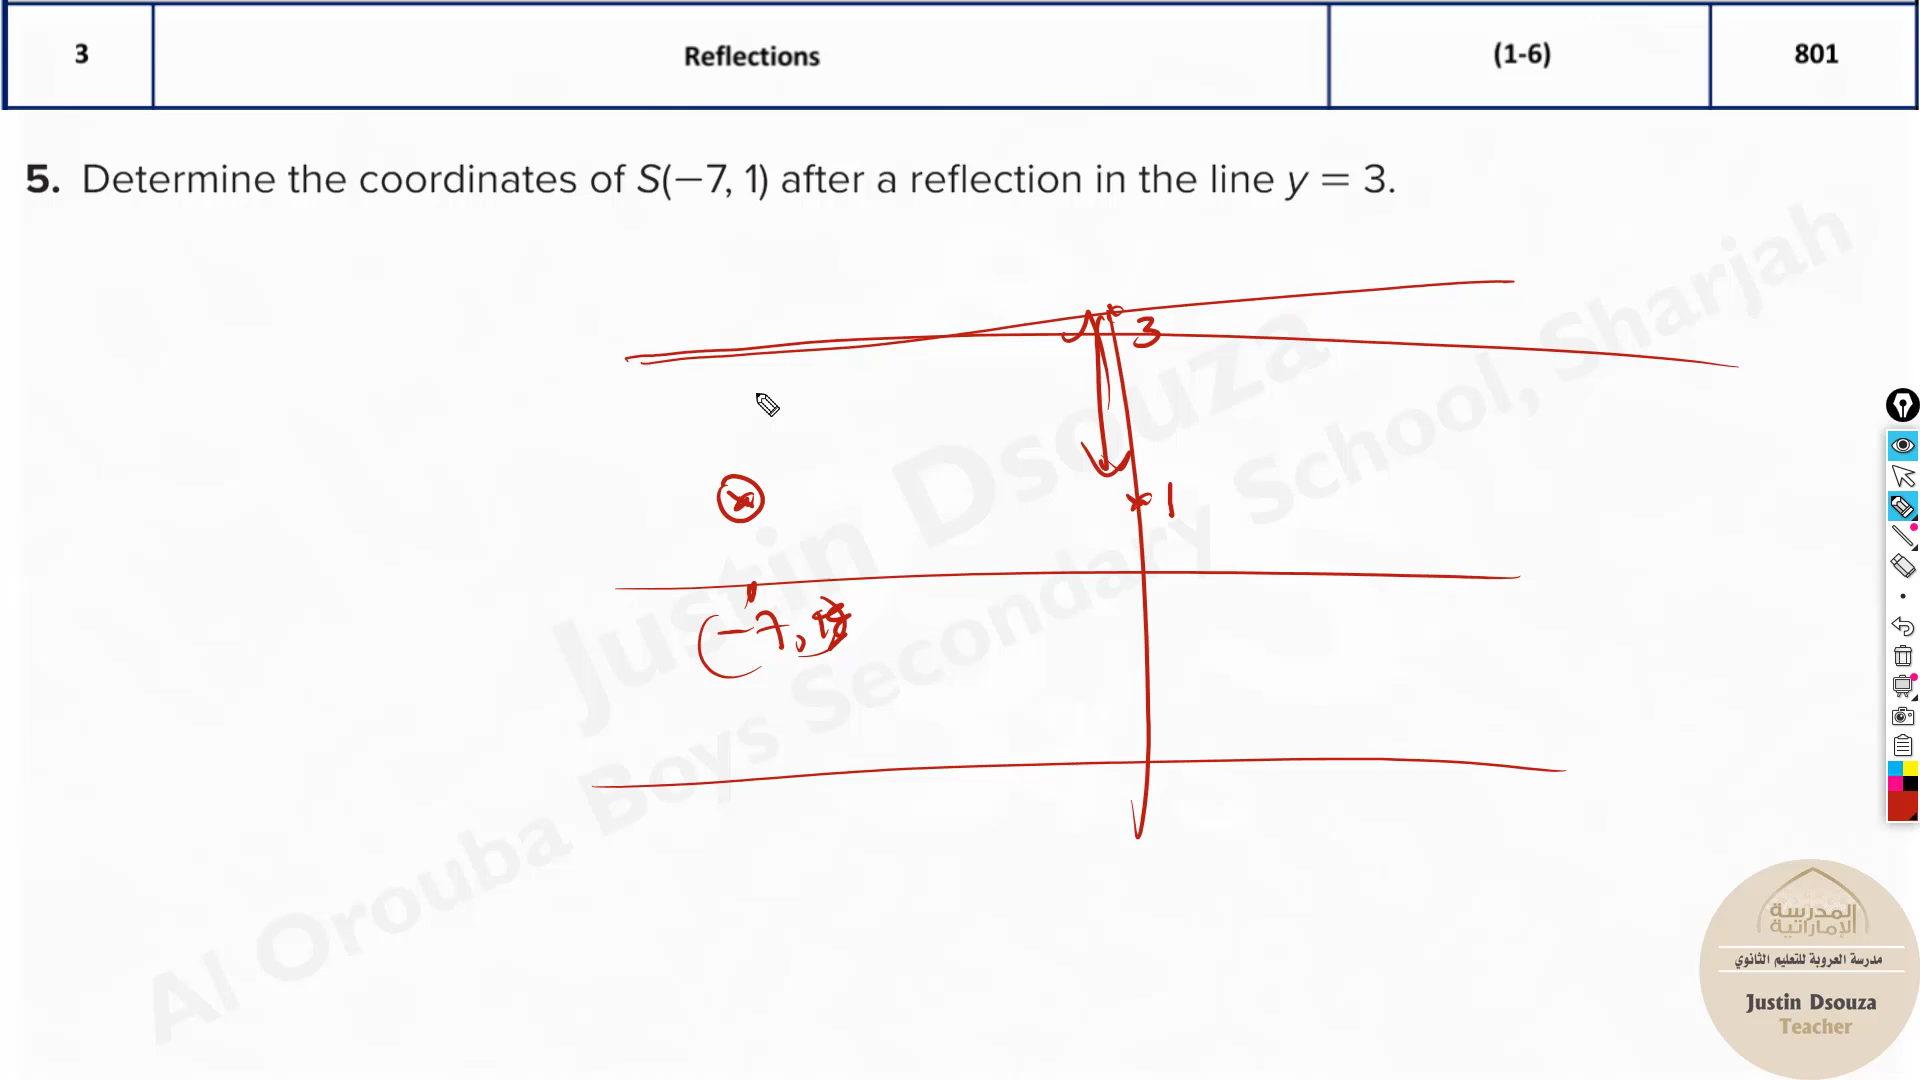 3 Reflections (1-6) 801
5. Determine the coordinates of S(−7, 1) after a reflection in the line y = 3.
3
1
(−7,
Justin Dsouza
Al Orouba Boys Secondary School, Sharjah
المدرسة
الإماراتية
مدرسة العروبة للتعليم الثانوي
Justin Dsouza
Teacher